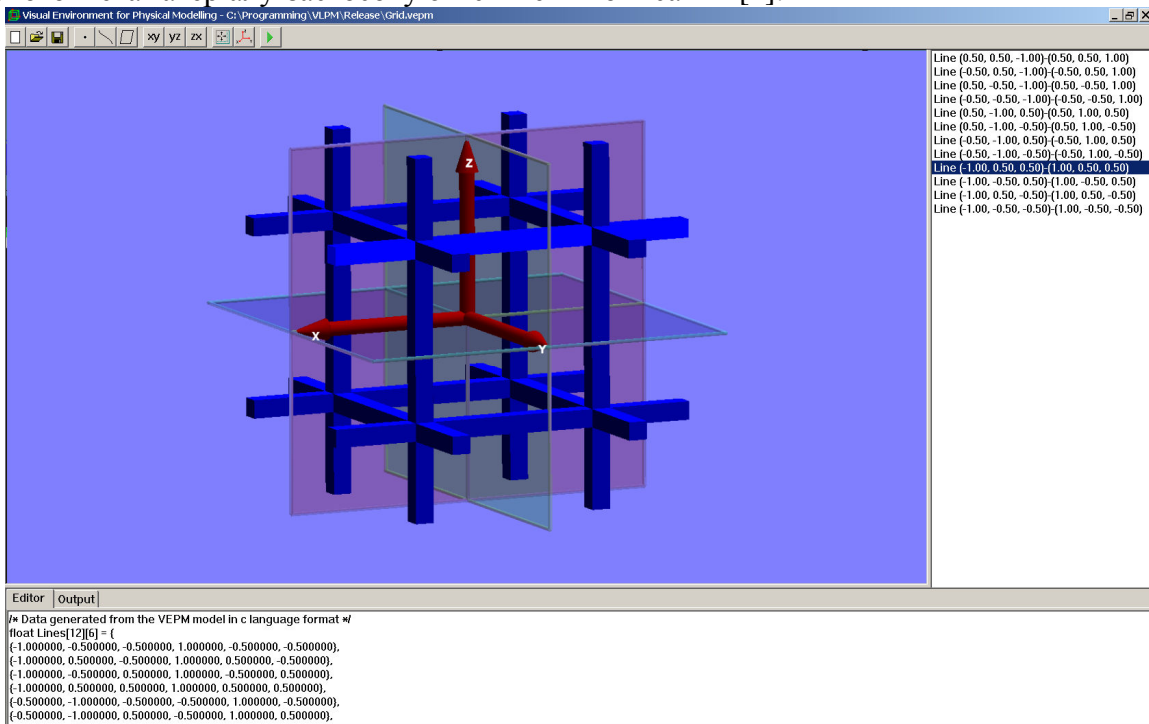 Visual Environment for Physical Modelling - C:\Programming\VLPM\Release\Grid.vepm
xy yz zx
Line (0.50, 0.50, -1.00)-(0.50, 0.50, 1.00)
Line (-0.50, 0.50, -1.00)-(-0.50, 0.50, 1.00)
Line (0.50, -0.50, -1.00)-(0.50, -0.50, 1.00)
Line (-0.50, -0.50, -1.00)-(-0.50, -0.50, 1.00)
Line (0.50, -1.00, 0.50)-(0.50, 1.00, 0.50)
Line (0.50, -1.00, -0.50)-(0.50, 1.00, -0.50)
Line (-0.50, -1.00, 0.50)-(-0.50, 1.00, 0.50)
Line (-0.50, -1.00, -0.50)-(-0.50, 1.00, -0.50)
Line (-1.00, 0.50, 0.50)-(1.00, 0.50, 0.50)
Line (-1.00, -0.50, 0.50)-(1.00, -0.50, 0.50)
Line (-1.00, 0.50, -0.50)-(1.00, 0.50, -0.50)
Line (-1.00, -0.50, -0.50)-(1.00, -0.50, -0.50)
Z
X
Y
Editor Output
/* Data generated from the VEPM model in c language format */
float Lines[12][6] = {
{-1.000000, -0.500000, -0.500000, 1.000000, -0.500000, -0.500000},
{-1.000000, 0.500000, -0.500000, 1.000000, 0.500000, -0.500000},
{-1.000000, -0.500000, 0.500000, 1.000000, -0.500000, 0.500000},
{-1.000000, 0.500000, 0.500000, 1.000000, 0.500000, 0.500000},
{-0.500000, -1.000000, -0.500000, -0.500000, 1.000000, -0.500000},
{-0.500000, -1.000000, 0.500000, -0.500000, 1.000000, 0.500000},